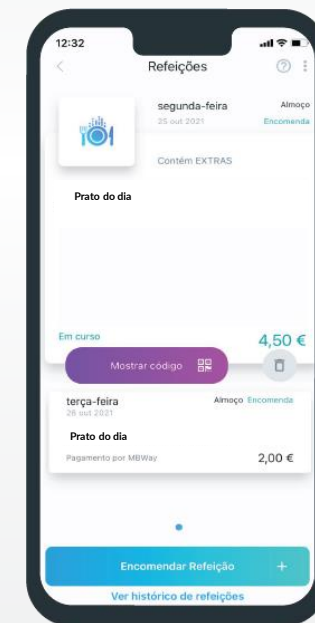 12:32
Refeições
segunda-feira Almoço
25 out 2021 Encomenda
Contém EXTRAS
Prato do dia
Em curso 4,50 €
Mostrar código
terça-feira Almoço Encomenda
26 out 2021
Prato do dia
Pagamento por MBWay 2,00 €
Encomendar Refeição +
Ver histórico de refeições